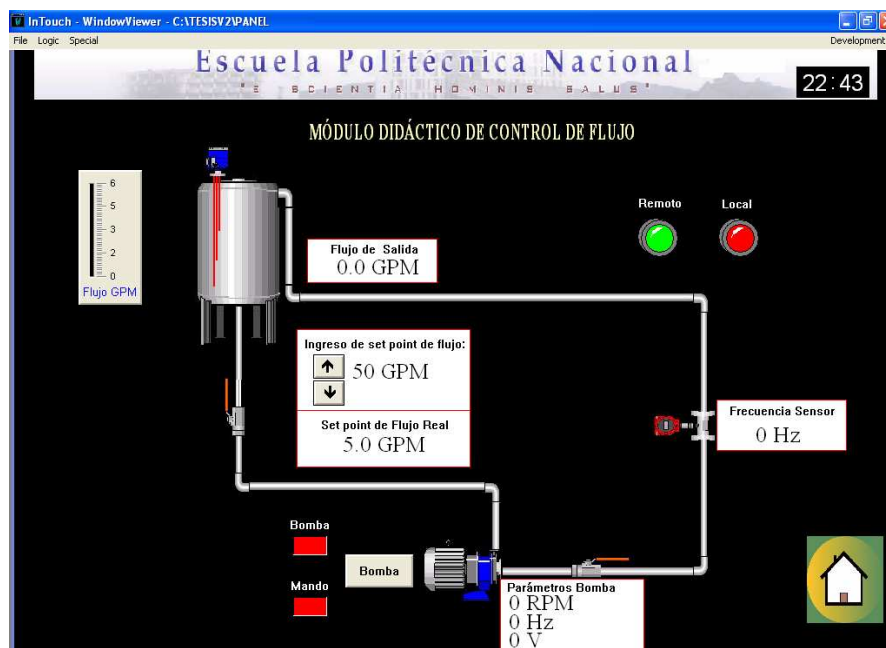 InTouch - WindowViewer - C:\TESISV2\PANEL
File Logic Special
Development
Escuela Politécnica Nacional
"E SCIENTIA HOMINIS SALUS"
22:43
MÓDULO DIDÁCTICO DE CONTROL DE FLUJO
6
5
3
2
0
Flujo GPM
Remoto
Local
Flujo de Salida
0.0 GPM
Ingreso de set point de flujo:
50 GPM
Set point de Flujo Real
5.0 GPM
Frecuencia Sensor
0 Hz
Bomba
Bomba
Mando
Parámetros Bomba
0 RPM
0 Hz
0 V